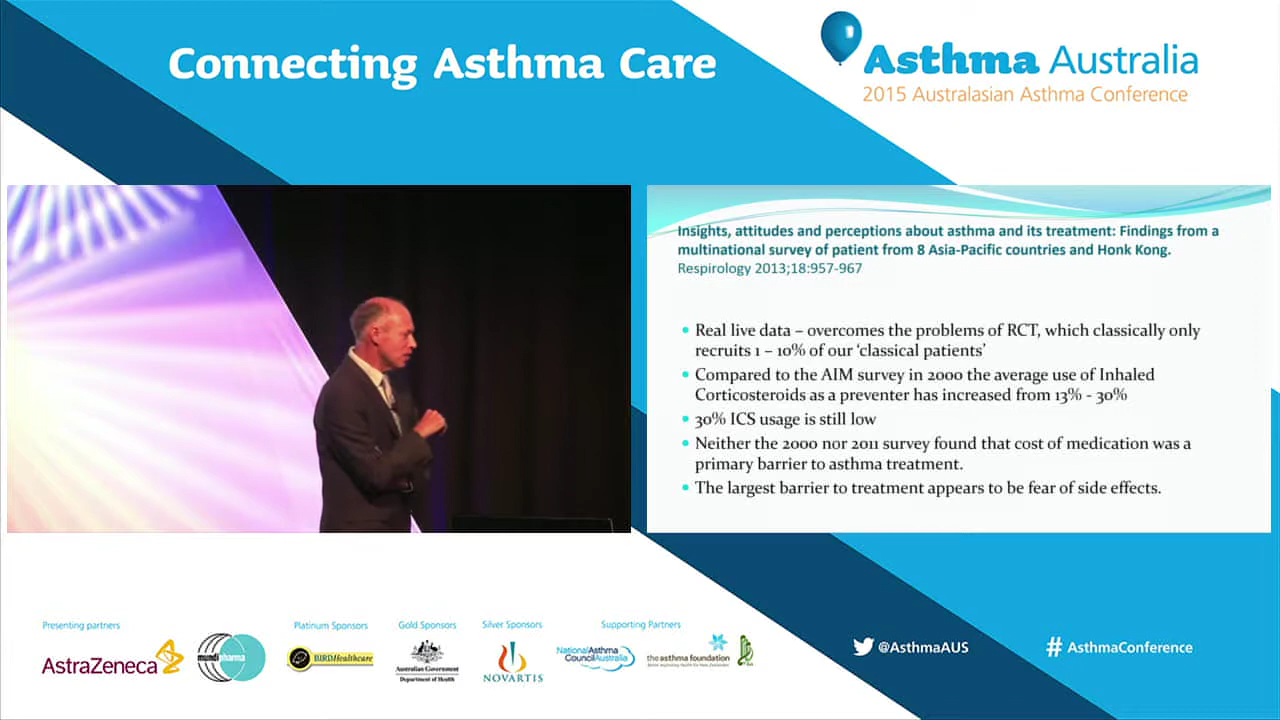 Connecting Asthma Care
Asthma Australia
2015 Australasian Asthma Conference
Insights, attitudes and perceptions about asthma and its treatment: Findings from a
multinational survey of patient from 8 Asia-Pacific countries and Honk Kong.
Respirology 2013;18:957-967
• Real live data – overcomes the problems of RCT, which classically only
recruits 1 – 10% of our ‘classical patients’
• Compared to the AIM survey in 2000 the average use of Inhaled
Corticosteroids as a preventer has increased from 13% - 30%
• 30% ICS usage is still low
• Neither the 2000 nor 2011 survey found that cost of medication was a
primary barrier to asthma treatment.
• The largest barrier to treatment appears to be fear of side effects.
Presenting partners
Platinum Sponsors
Gold Sponsors
Silver Sponsors
Supporting Partners
AstraZeneca
mundipharma
BIRDHealthcare
Australian Government
Department of Health
NOVARTIS
National Asthma
Council Australia
the asthma foundation
@AsthmaAUS
# AsthmaConference